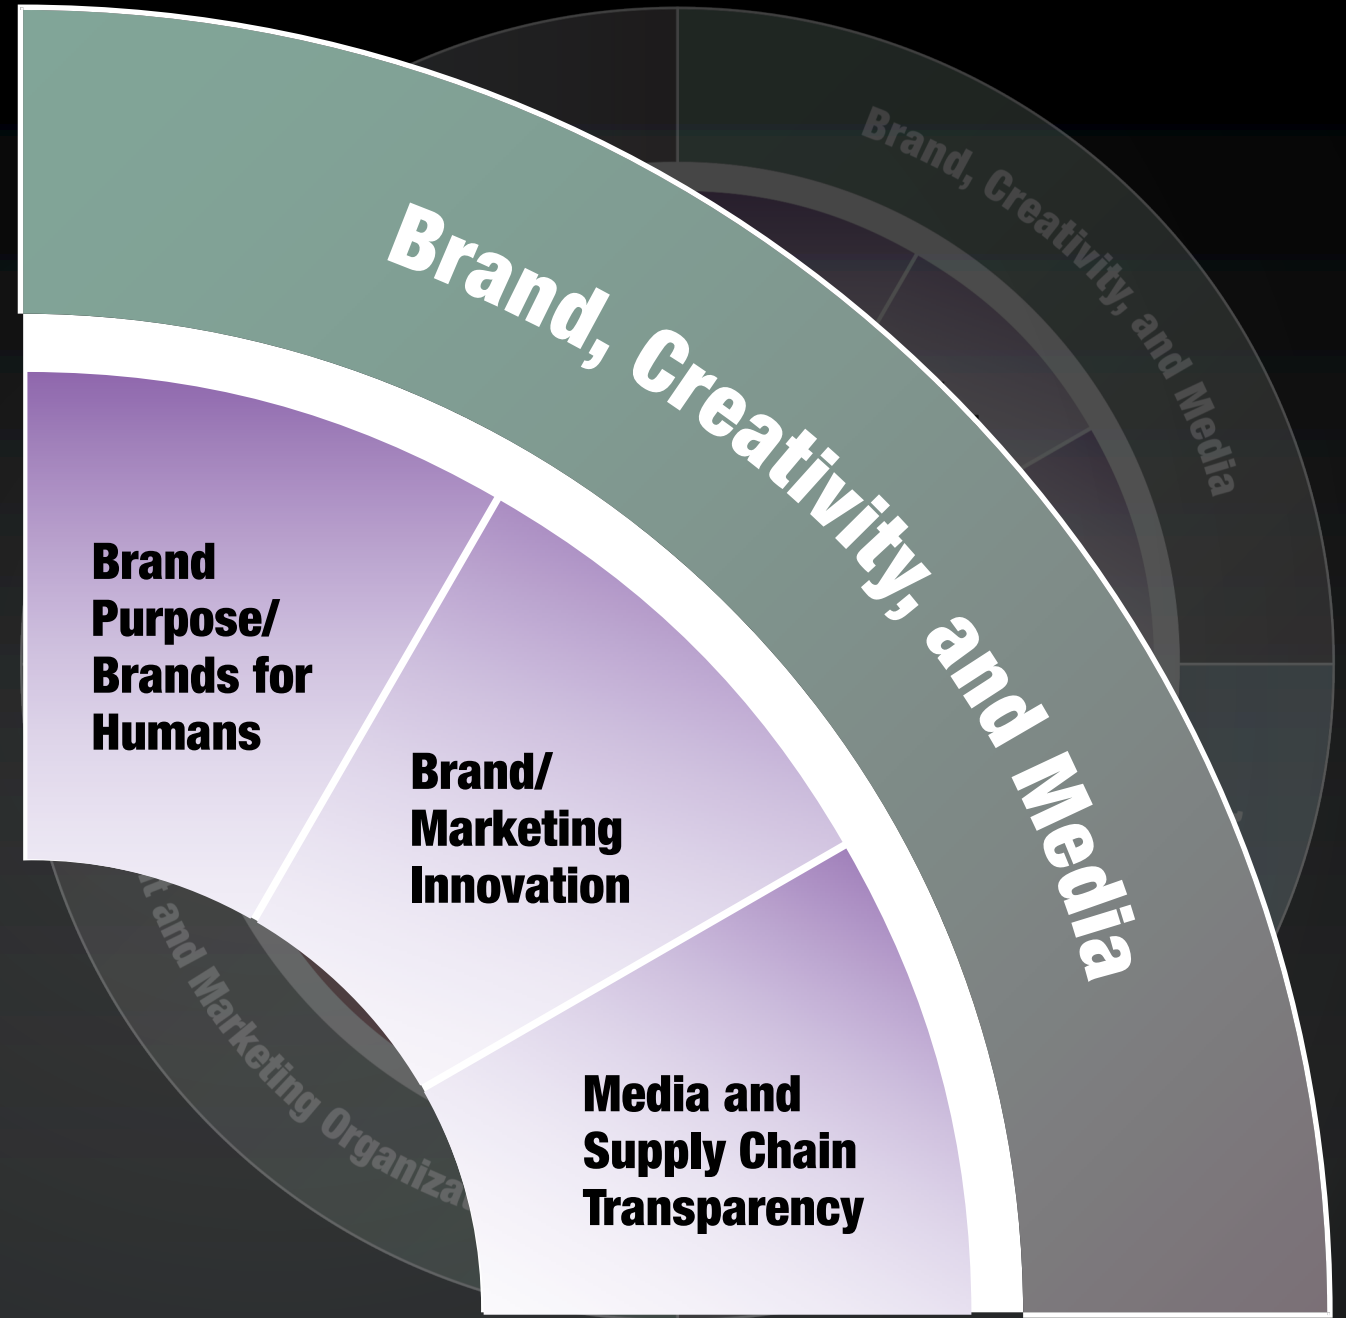 Brand, Creativity, and Media
Brand, Creativity, and Media
Brand
Purpose/
Brands for
Humans
Brand/
Marketing
Innovation
Media and
Supply Chain
Transparency
and Marketing